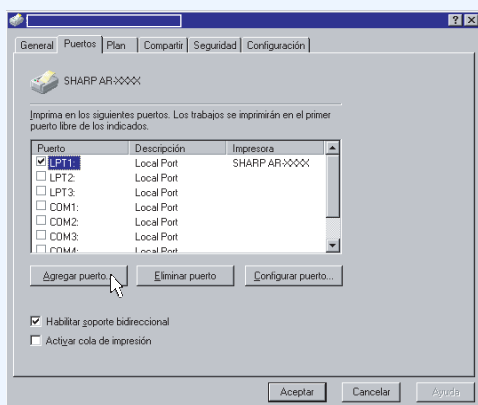 General Puertos Plan Compartir Seguridad Configuración
SHARP AR-XXXX
Imprima en los siguientes puertos. Los trabajos se imprimirán en el primer
puerto libre de los indicados.
Puerto Descripción Impresora
LPT1: Local Port SHARP AR-XXXX
LPT2: Local Port
LPT3: Local Port
COM1: Local Port
COM2: Local Port
COM3: Local Port
COM4: Local Port
Agregar puerto... Eliminar puerto Configurar puerto...
Habilitar soporte bidireccional
Activar cola de impresión
Aceptar Cancelar Ayuda